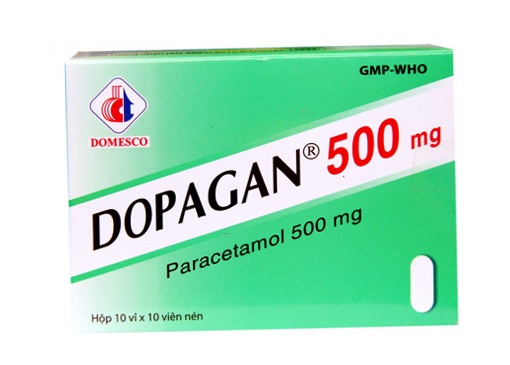 GMP-WHO
DOMESCO
DOPAGAN® 500 mg
Paracetamol 500 mg
Hộp 10 vỉ x 10 viên nén